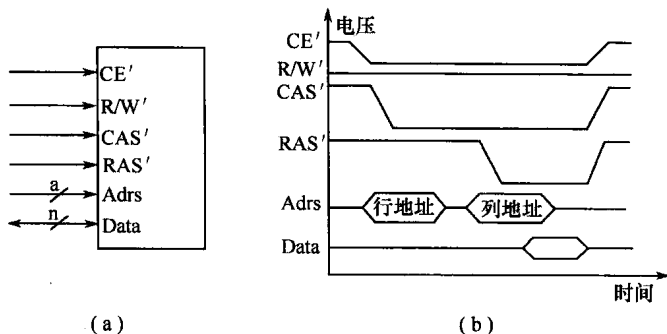 CE′
R/W′
CAS′
RAS′
a
Adrs
n
Data
(a)
电压
CE′
R/W′
CAS′
RAS′
Adrs
行地址
列地址
Data
时间
(b)